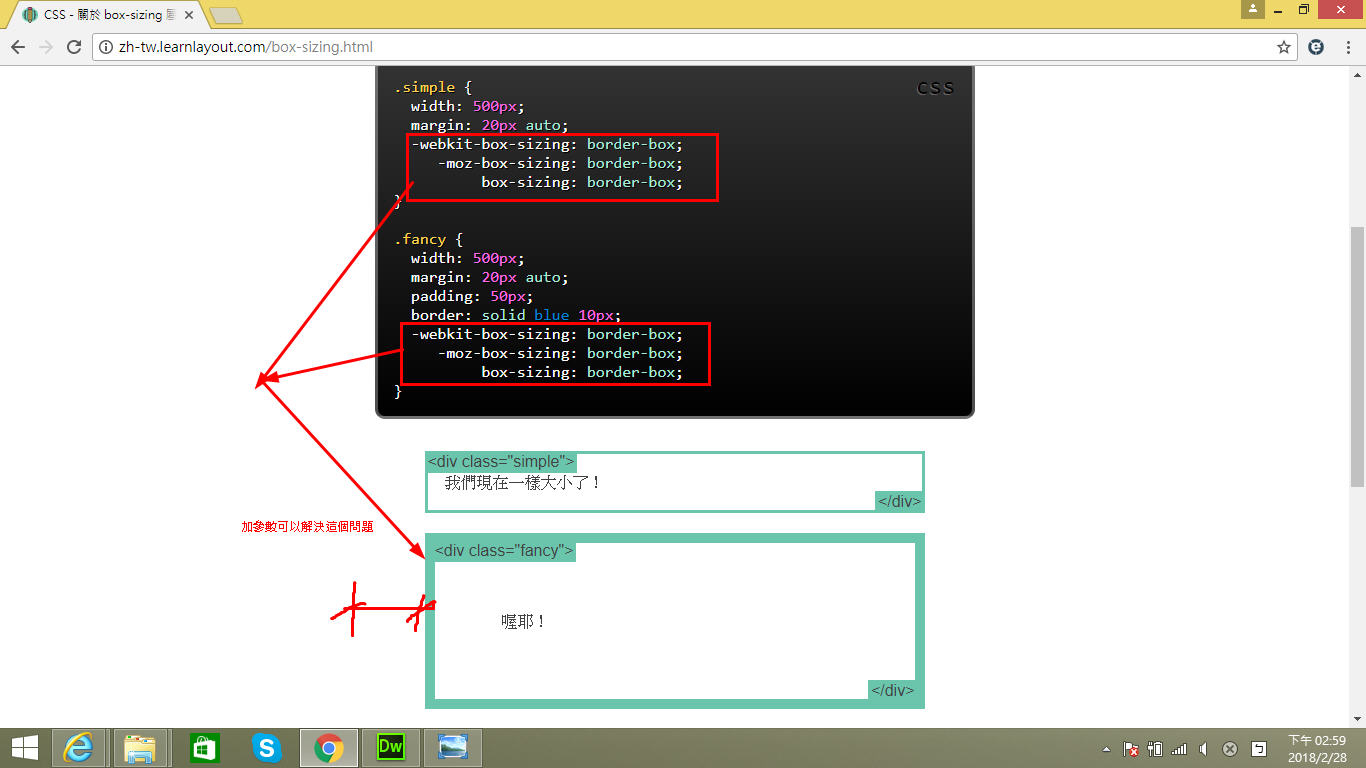 CSS - 關於 box-sizing 屬
zh-tw.learnlayout.com/box-sizing.html
CSS
.simple {
width: 500px;
margin: 20px auto;
-webkit-box-sizing: border-box;
-moz-box-sizing: border-box;
box-sizing: border-box;
}
.fancy {
width: 500px;
margin: 20px auto;
padding: 50px;
border: solid blue 10px;
-webkit-box-sizing: border-box;
-moz-box-sizing: border-box;
box-sizing: border-box;
}
<div class="simple">
我們現在一樣大小了！
</div>
加參數可以解決這個問題
<div class="fancy">
喔耶！
</div>
Dw
下午 02:59
2018/2/28